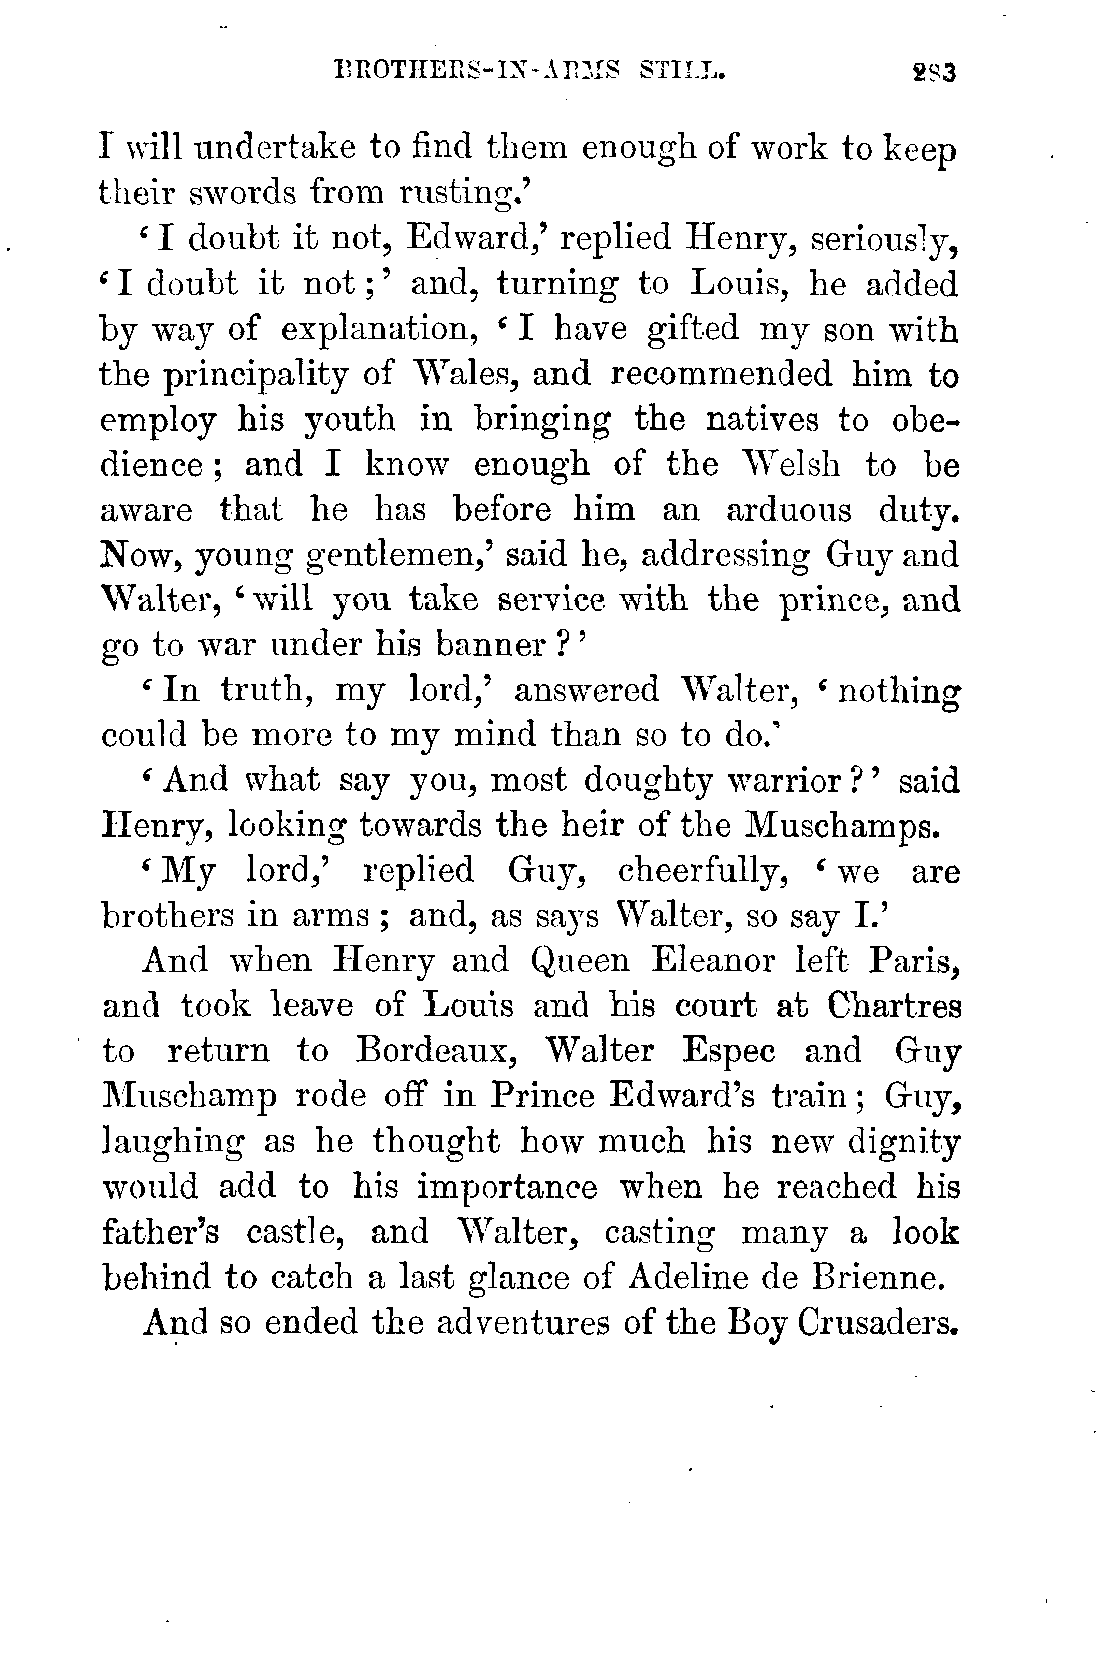 BROTHERS-IN-ARMS STILL. 283
I will undertake to find them enough of work to keep
their swords from rusting.’
‘I doubt it not, Edward,’ replied Henry, seriously,
‘I doubt it not;’ and, turning to Louis, he added
by way of explanation, ‘I have gifted my son with
the principality of Wales, and recommended him to
employ his youth in bringing the natives to obe-
dience; and I know enough of the Welsh to be
aware that he has before him an arduous duty.
Now, young gentlemen,’ said he, addressing Guy and
Walter, ‘will you take service with the prince, and
go to war under his banner?’
‘In truth, my lord,’ answered Walter, ‘nothing
could be more to my mind than so to do.’
‘And what say you, most doughty warrior?’ said
Henry, looking towards the heir of the Muschamps.
‘My lord,’ replied Guy, cheerfully, ‘we are
brothers in arms; and, as says Walter, so say I.’
And when Henry and Queen Eleanor left Paris,
and took leave of Louis and his court at Chartres
to return to Bordeaux, Walter Espec and Guy
Muschamp rode off in Prince Edward’s train; Guy,
laughing as he thought how much his new dignity
would add to his importance when he reached his
father’s castle, and Walter, casting many a look
behind to catch a last glance of Adeline de Brienne.
And so ended the adventures of the Boy Crusaders.